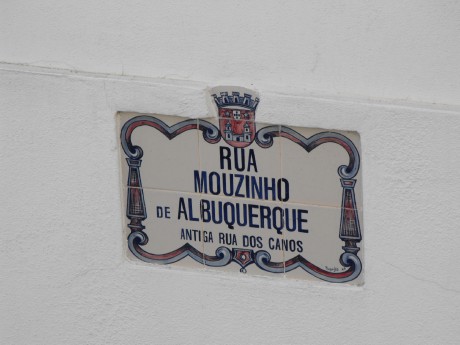 RUA
MOUZINHO
DE ALBUQUERQUE
ANTIGA RUA DOS CANOS